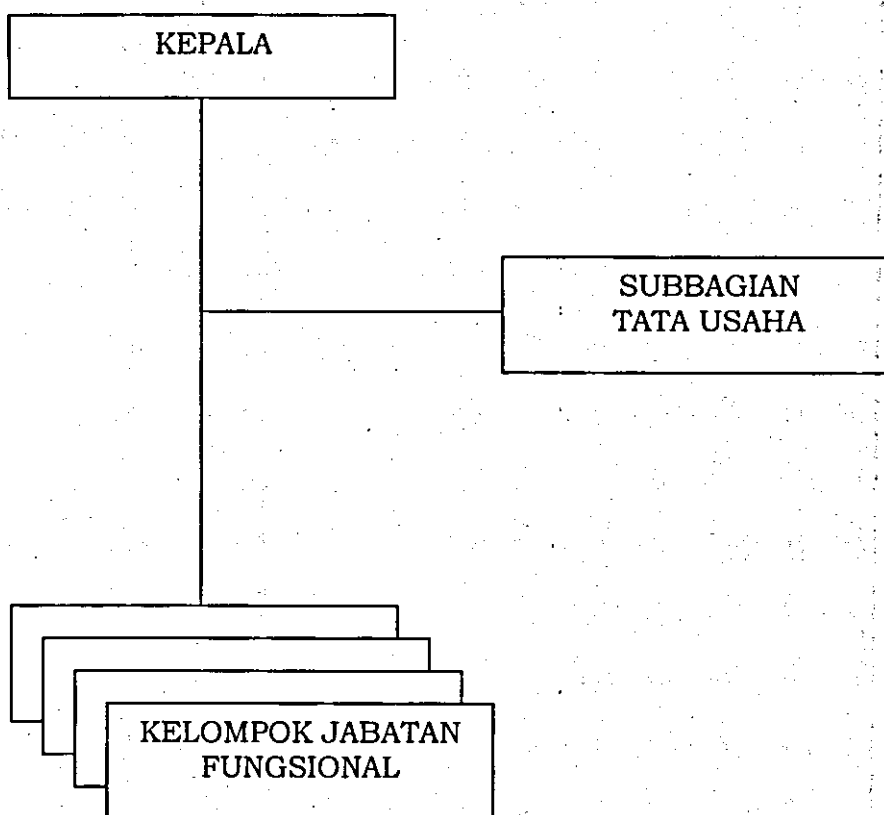 KEPALA
SUBBAGIAN
TATA USAHA
KELOMPOK JABATAN
FUNGSIONAL